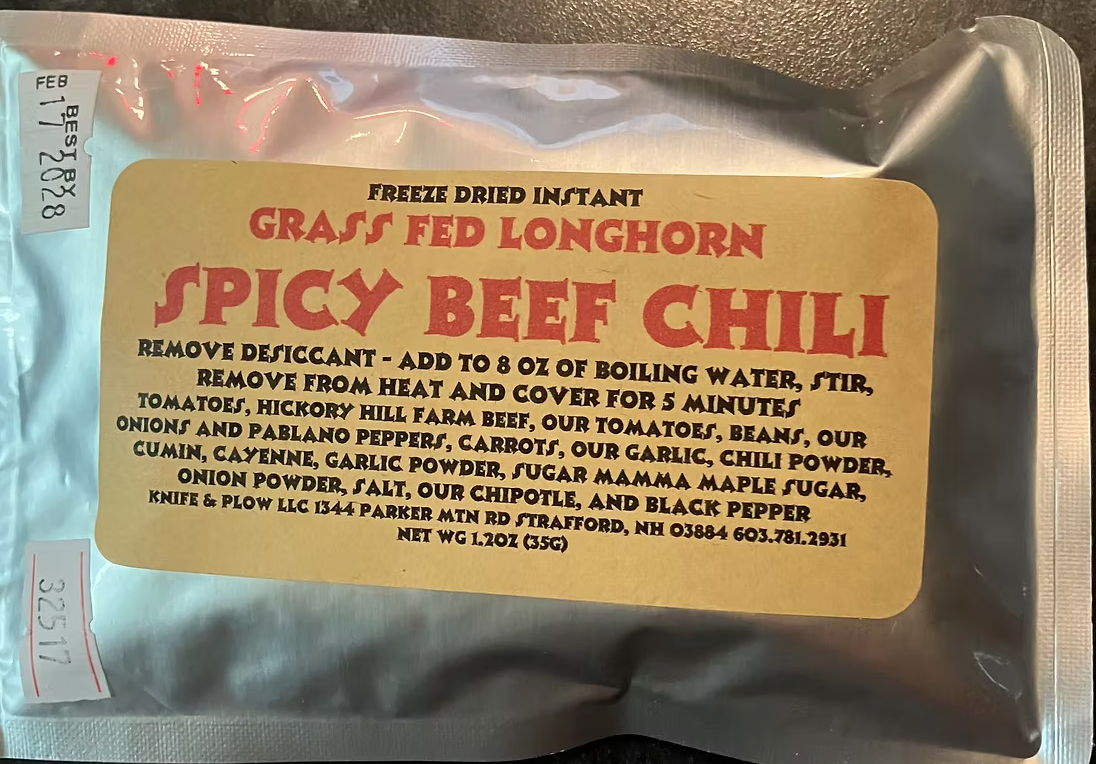 FEB 17 2028
BEST BY
FREEZE DRIED INSTANT
GRASS FED LONGHORN
SPICY BEEF CHILI
REMOVE DESICCANT - ADD TO 8 OZ OF BOILING WATER, STIR,
REMOVE FROM HEAT AND COVER FOR 5 MINUTES
TOMATOES, HICKORY HILL FARM BEEF, OUR TOMATOES, BEANS, OUR
ONIONS AND PABLANO PEPPERS, CARROTS, OUR GARLIC, CHILI POWDER,
CUMIN, CAYENNE, GARLIC POWDER, SUGAR MAMMA MAPLE SUGAR,
ONION POWDER, SALT, OUR CHIPOTLE, AND BLACK PEPPER
KNIFE & PLOW LLC 1344 PARKER MTN RD STRAFFORD, NH 03884 603.781.2931
NET WG 1.2OZ (35G)
32517